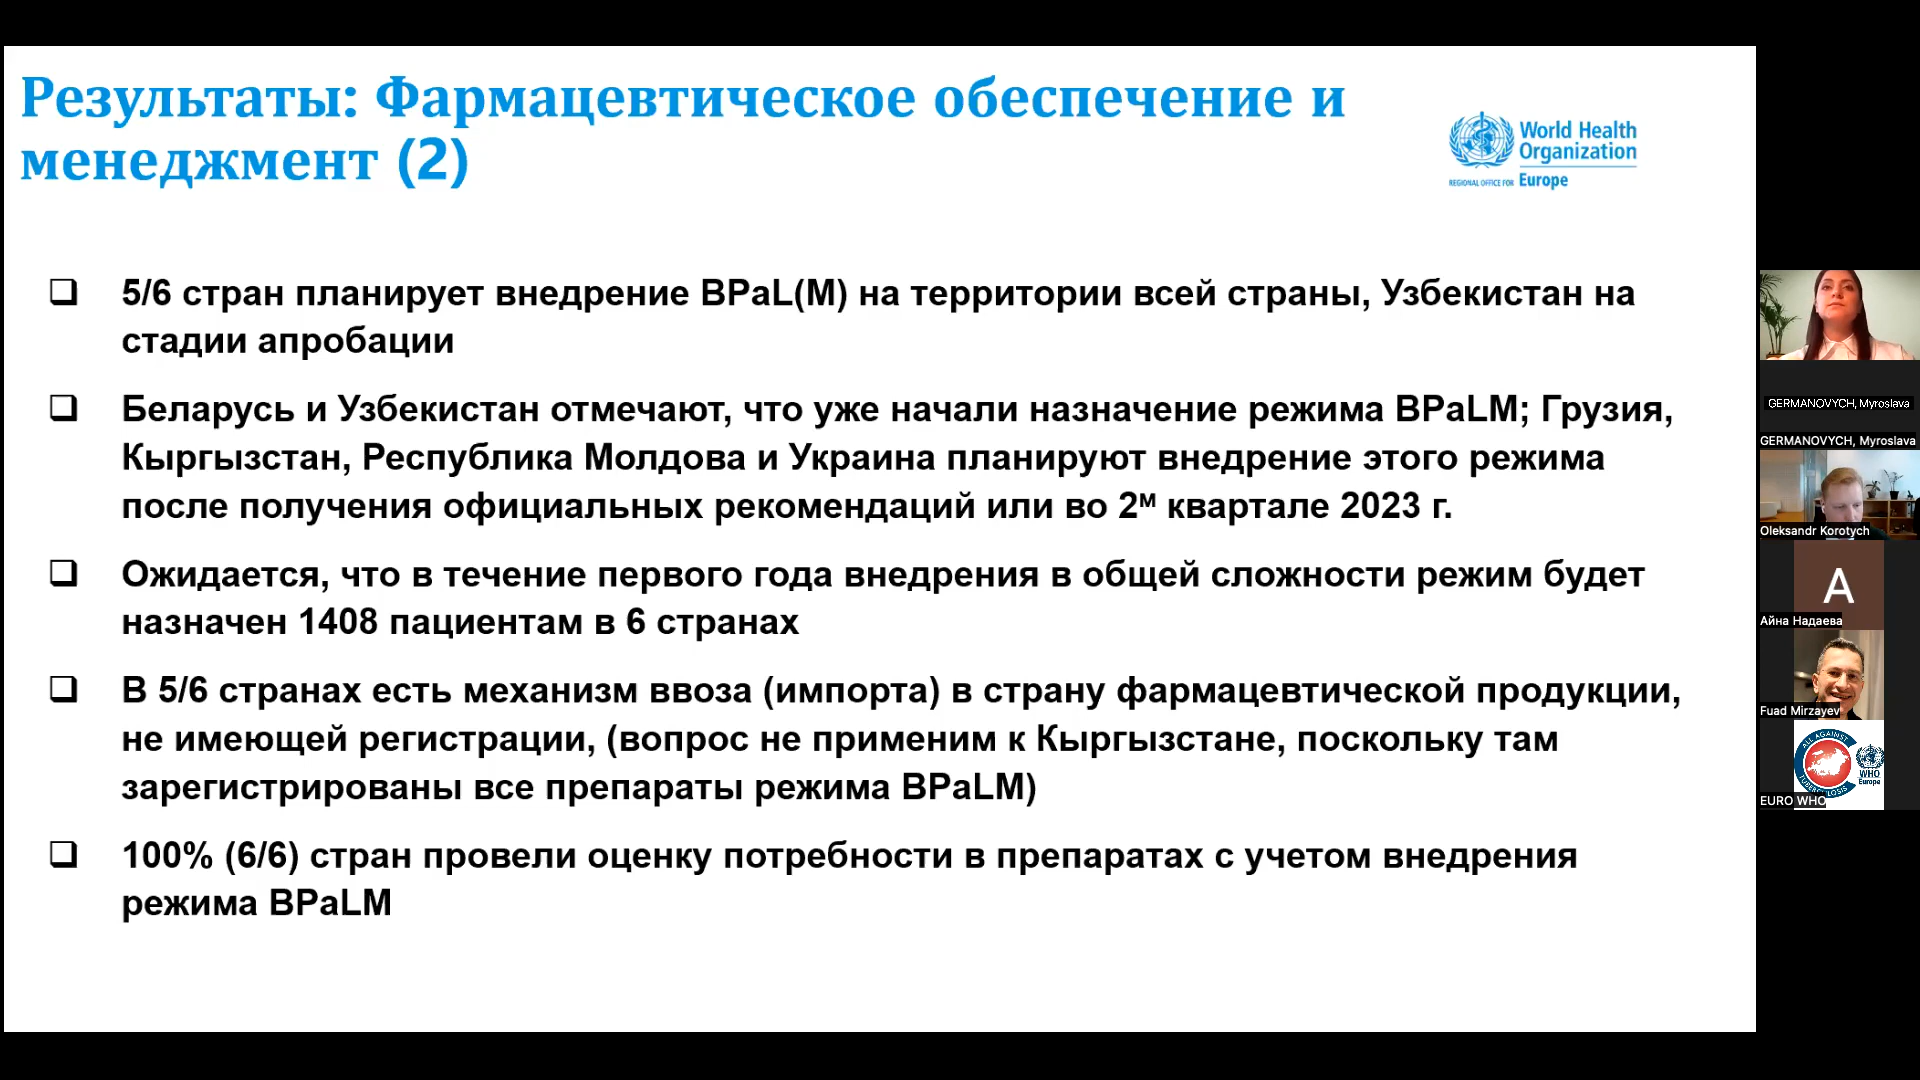 Результаты: Фармацевтическое обеспечение и
менеджмент (2)
World Health
Organization
REGIONAL OFFICE FOR Europe
5/6 стран планирует внедрение BPaL(M) на территории всей страны, Узбекистан на
стадии апробации
Беларусь и Узбекистан отмечают, что уже начали назначение режима BPaLM; Грузия,
Кыргызстан, Республика Молдова и Украина планируют внедрение этого режима
после получения официальных рекомендаций или во 2ᵐ квартале 2023 г.
Ожидается, что в течение первого года внедрения в общей сложности режим будет
назначен 1408 пациентам в 6 странах
В 5/6 странах есть механизм ввоза (импорта) в страну фармацевтической продукции,
не имеющей регистрации, (вопрос не применим к Кыргызстане, поскольку там
зарегистрированы все препараты режима BPaLM)
100% (6/6) стран провели оценку потребности в препаратах с учетом внедрения
режима BPaLM
GERMANOVYCH, Myroslava
GERMANOVYCH, Myroslava
Oleksandr Korotych
А
Айна Надаева
Fuad Mirzayev
ALL AGAINST
TUBERCULOSIS
WHO
Europe
EURO WHO